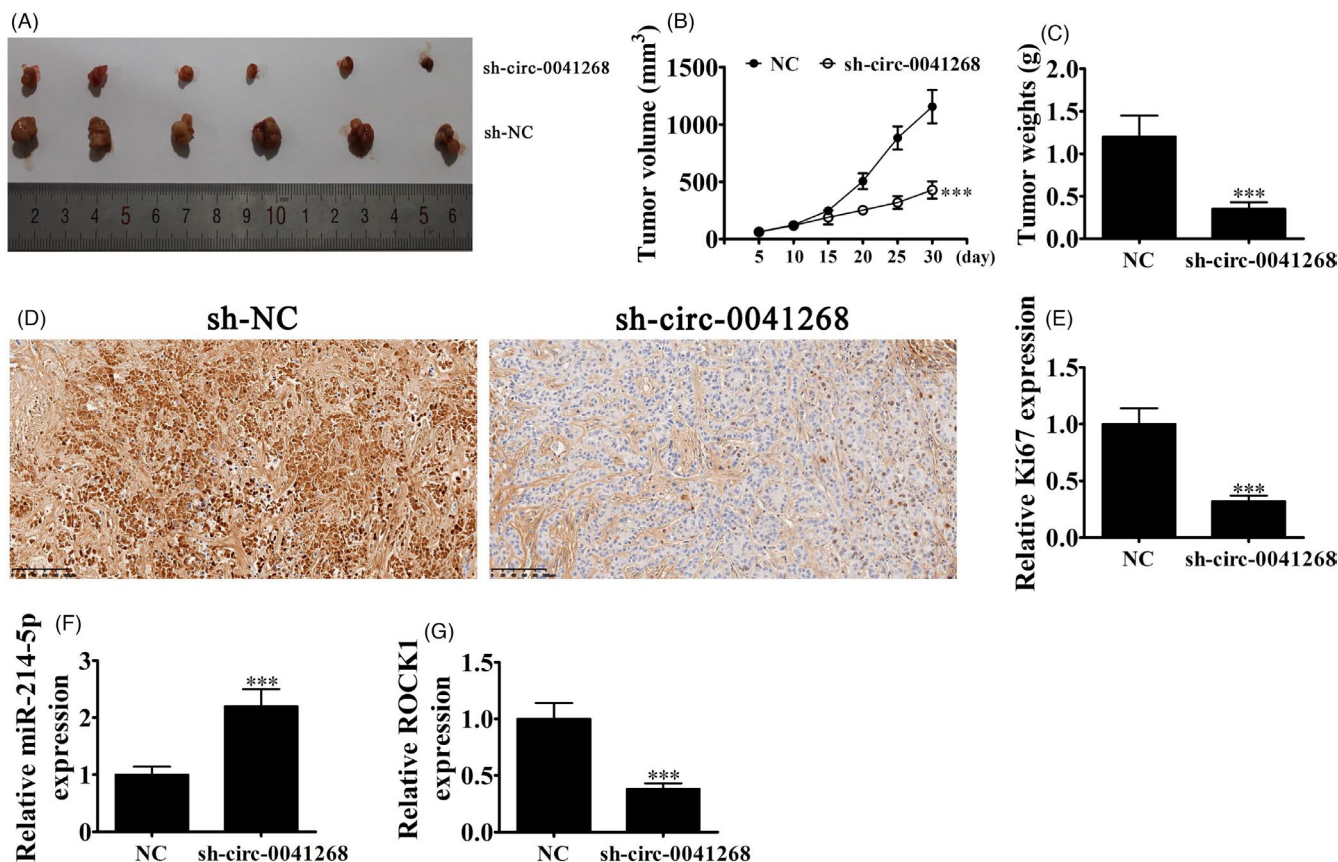 (A)
sh-circ-0041268
sh-NC
2 3 4 5 6 7 8 9 10 1 2 3 4 5 6
(B)
Tumor volume (mm³)
NC sh-circ-0041268
1500
1000
500
0
***
5 10 15 20 25 30 (day)
(C)
Tumor weights (g)
2.0
1.5
1.0
0.5
0.0
***
NC sh-circ-0041268
(D)
sh-NC sh-circ-0041268
(E)
Relative Ki67 expression
1.5
1.0
0.5
0.0
***
NC sh-circ-0041268
(F)
Relative miR-214-5p
expression
3
2
1
0
***
NC sh-circ-0041268
(G)
Relative ROCK1
expression
1.5
1.0
0.5
0.0
***
NC sh-circ-0041268